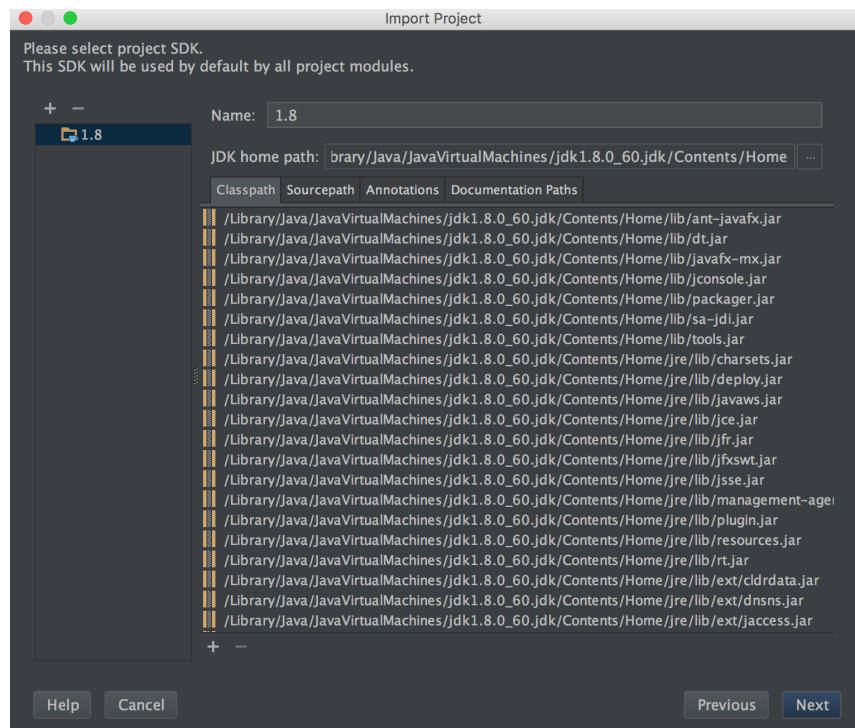 Import Project
Please select project SDK.
This SDK will be used by default by all project modules.
+ −
1.8
Name: 1.8
JDK home path: brary/Java/JavaVirtualMachines/jdk1.8.0_60.jdk/Contents/Home ...
Classpath Sourcepath Annotations Documentation Paths
/Library/Java/JavaVirtualMachines/jdk1.8.0_60.jdk/Contents/Home/lib/ant-javafx.jar
/Library/Java/JavaVirtualMachines/jdk1.8.0_60.jdk/Contents/Home/lib/dt.jar
/Library/Java/JavaVirtualMachines/jdk1.8.0_60.jdk/Contents/Home/lib/javafx-mx.jar
/Library/Java/JavaVirtualMachines/jdk1.8.0_60.jdk/Contents/Home/lib/jconsole.jar
/Library/Java/JavaVirtualMachines/jdk1.8.0_60.jdk/Contents/Home/lib/packager.jar
/Library/Java/JavaVirtualMachines/jdk1.8.0_60.jdk/Contents/Home/lib/sa-jdi.jar
/Library/Java/JavaVirtualMachines/jdk1.8.0_60.jdk/Contents/Home/lib/tools.jar
/Library/Java/JavaVirtualMachines/jdk1.8.0_60.jdk/Contents/Home/jre/lib/charsets.jar
/Library/Java/JavaVirtualMachines/jdk1.8.0_60.jdk/Contents/Home/jre/lib/deploy.jar
/Library/Java/JavaVirtualMachines/jdk1.8.0_60.jdk/Contents/Home/jre/lib/javaws.jar
/Library/Java/JavaVirtualMachines/jdk1.8.0_60.jdk/Contents/Home/jre/lib/jce.jar
/Library/Java/JavaVirtualMachines/jdk1.8.0_60.jdk/Contents/Home/jre/lib/jfr.jar
/Library/Java/JavaVirtualMachines/jdk1.8.0_60.jdk/Contents/Home/jre/lib/jfxswt.jar
/Library/Java/JavaVirtualMachines/jdk1.8.0_60.jdk/Contents/Home/jre/lib/jsse.jar
/Library/Java/JavaVirtualMachines/jdk1.8.0_60.jdk/Contents/Home/jre/lib/management-age
/Library/Java/JavaVirtualMachines/jdk1.8.0_60.jdk/Contents/Home/jre/lib/plugin.jar
/Library/Java/JavaVirtualMachines/jdk1.8.0_60.jdk/Contents/Home/jre/lib/resources.jar
/Library/Java/JavaVirtualMachines/jdk1.8.0_60.jdk/Contents/Home/jre/lib/rt.jar
/Library/Java/JavaVirtualMachines/jdk1.8.0_60.jdk/Contents/Home/jre/lib/ext/cldrdata.jar
/Library/Java/JavaVirtualMachines/jdk1.8.0_60.jdk/Contents/Home/jre/lib/ext/dnsns.jar
/Library/Java/JavaVirtualMachines/jdk1.8.0_60.jdk/Contents/Home/jre/lib/ext/jaccess.jar
+ −
Help Cancel Previous Next